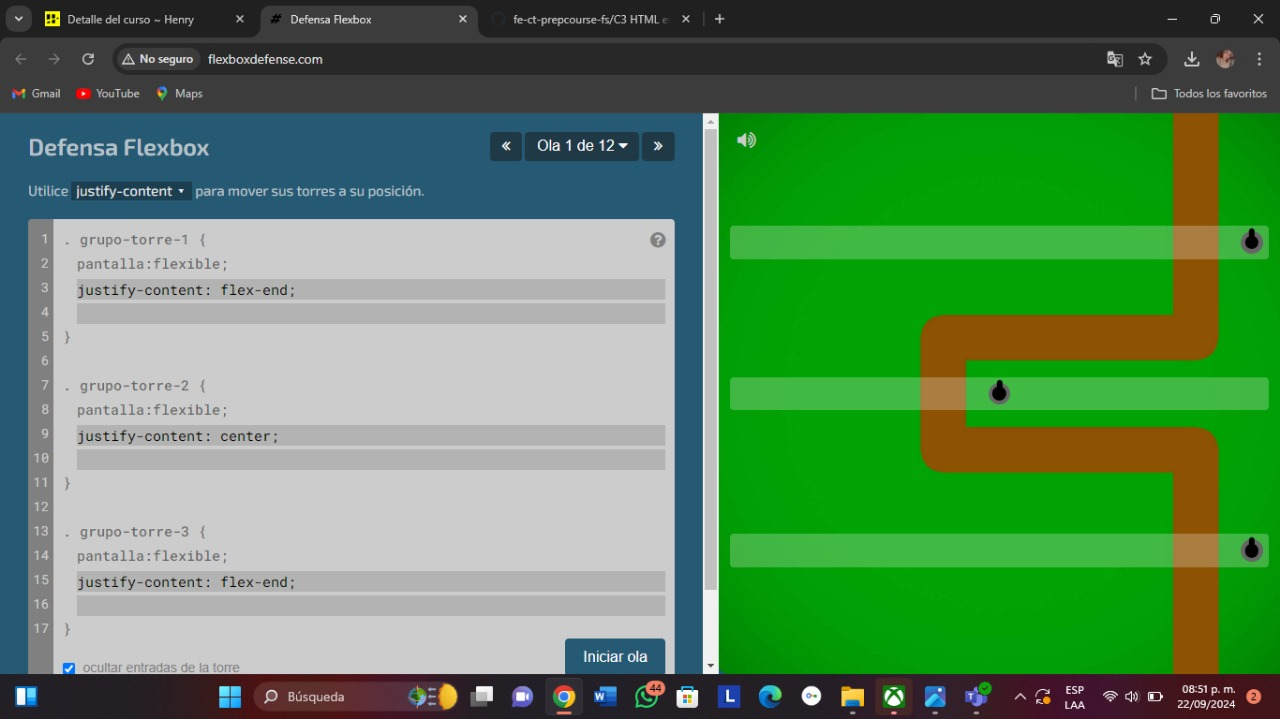 Detalle del curso ~ Henry
Defensa Flexbox
fe-ct-prepcourse-fs/C3 HTML e
No seguro
flexboxdefense.com
Gmail
YouTube
Maps
Todos los favoritos
Defensa Flexbox
« Ola 1 de 12 »
Utilice justify-content para mover sus torres a su posición.
1 . grupo-torre-1 {
2 pantalla:flexible;
3 justify-content: flex-end;
4
5 }
6
7 . grupo-torre-2 {
8 pantalla:flexible;
9 justify-content: center;
10
11 }
12
13 . grupo-torre-3 {
14 pantalla:flexible;
15 justify-content: flex-end;
16
17 }
ocultar entradas de la torre
Iniciar ola
Búsqueda
44
ESP
LAA
08:51 p. m.
22/09/2024
2